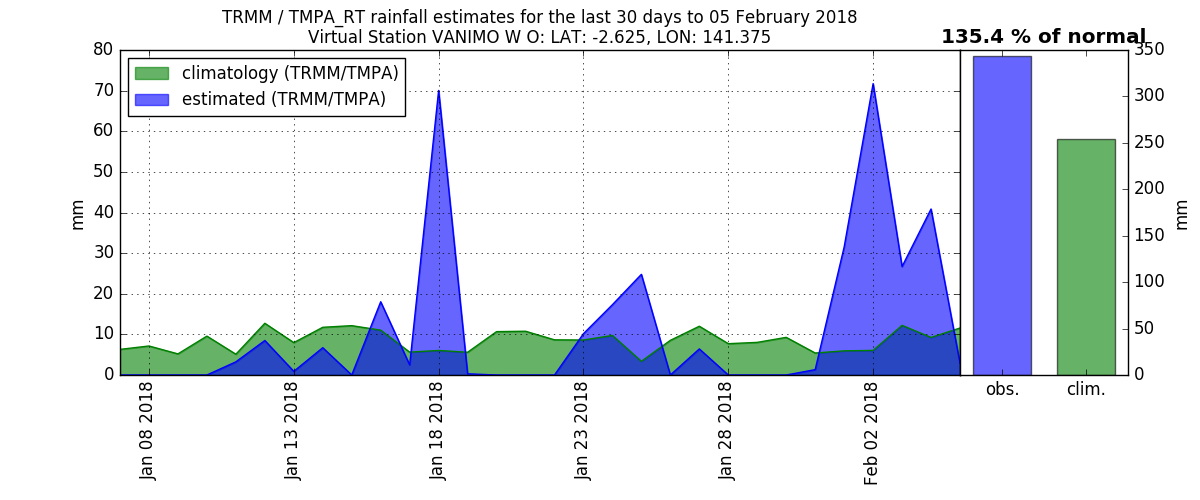 TRMM / TMPA_RT rainfall estimates for the last 30 days to 05 February 2018
Virtual Station VANIMO W O: LAT: -2.625, LON: 141.375
135.4 % of normal
climatology (TRMM/TMPA)
estimated (TRMM/TMPA)
80
70
60
50
40
30
20
10
0
mm
Jan 08 2018
Jan 13 2018
Jan 18 2018
Jan 23 2018
Jan 28 2018
Feb 02 2018
350
300
250
200
150
100
50
0
mm
obs.
clim.